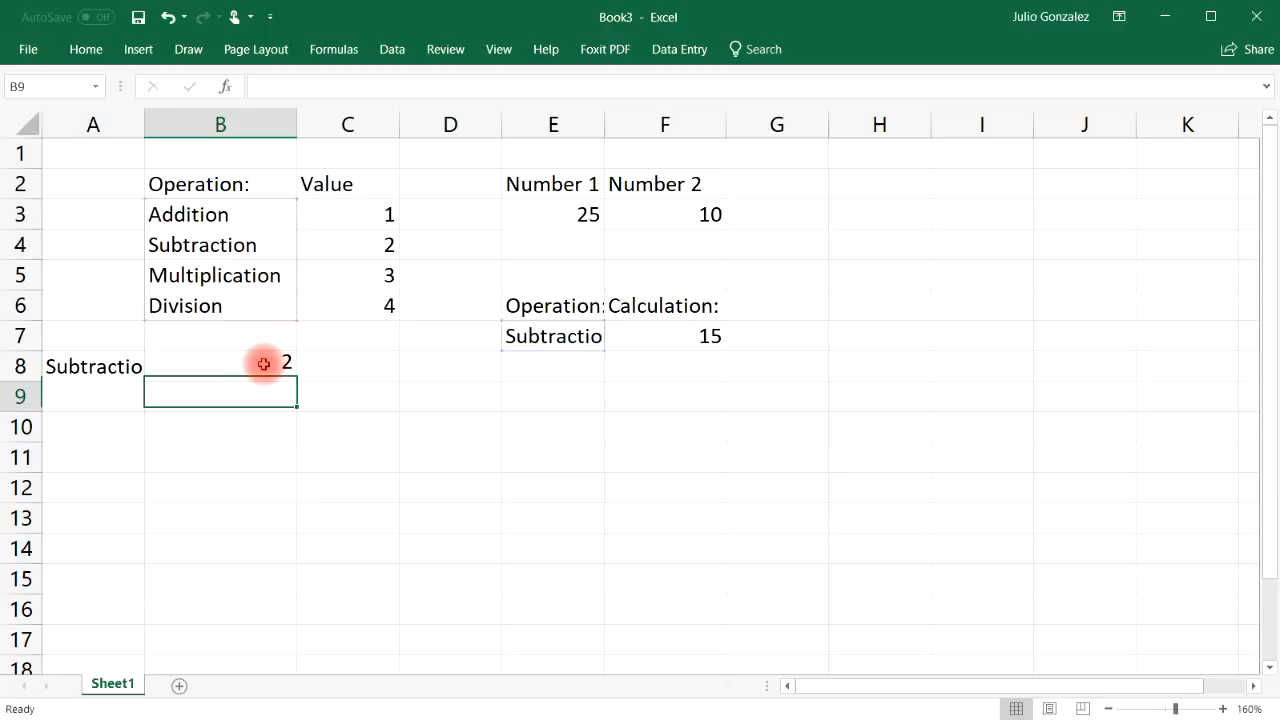 AutoSave Off Book3 - Excel Julio Gonzalez
File Home Insert Draw Page Layout Formulas Data Review View Help Foxit PDF Data Entry Search Share
B9 fx
A B C D E F G H I J K
1
2 Operation: Value Number 1 Number 2
3 Addition 1 25 10
4 Subtraction 2
5 Multiplication 3
6 Division 4 Operation: Calculation:
7 Subtractio 15
8 Subtractio 2
9
10
11
12
13
14
15
16
17
18
Sheet1
Ready 160%